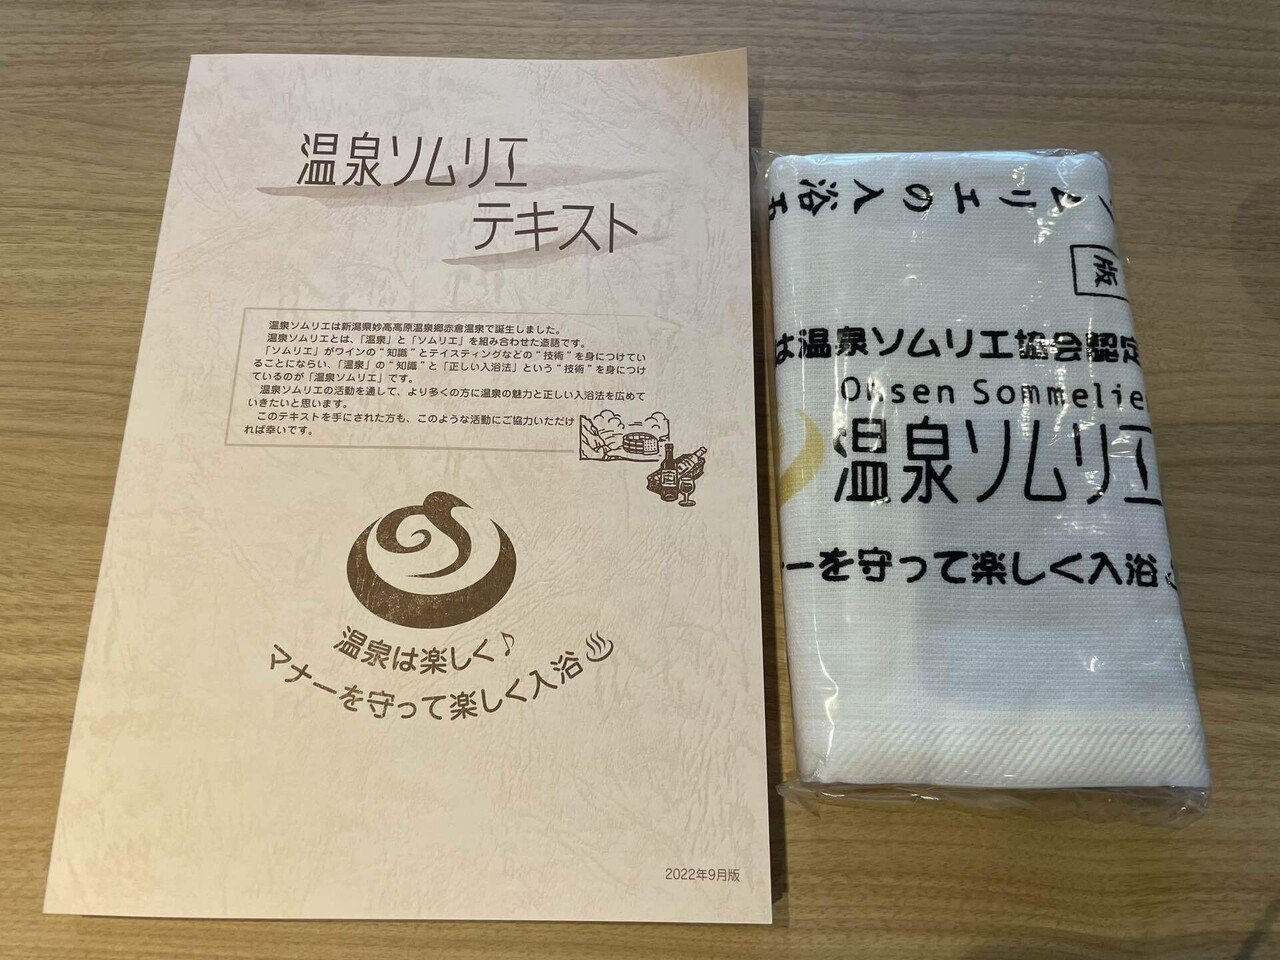 温泉ソムリエ
テキスト
温泉ソムリエは新潟県妙高高原温泉郷赤倉温泉で誕生しました。
温泉ソムリエとは、「温泉」と「ソムリエ」を組み合わせた造語です。
「ソムリエ」がワインの“知識”とテイスティングなどの“技術”を身につけてい
ることにならい、「温泉」の“知識”と「正しい入浴法」という“技術”を身につけ
ているのが「温泉ソムリエ」です。
温泉ソムリエの活動を通して、より多くの方に温泉の魅力と正しい入浴法を広めて
いきたいと思います。
このテキストを手にされた方も、このような活動にご協力いただけ
れば幸いです。
温泉は楽しく♪
マナーを守って楽しく入浴♨
2022年9月版
ムリエの入浴
版
は温泉ソムリエ協会認定
Onsen Sommelie
温泉ソムリエ
ーを守って楽しく入浴